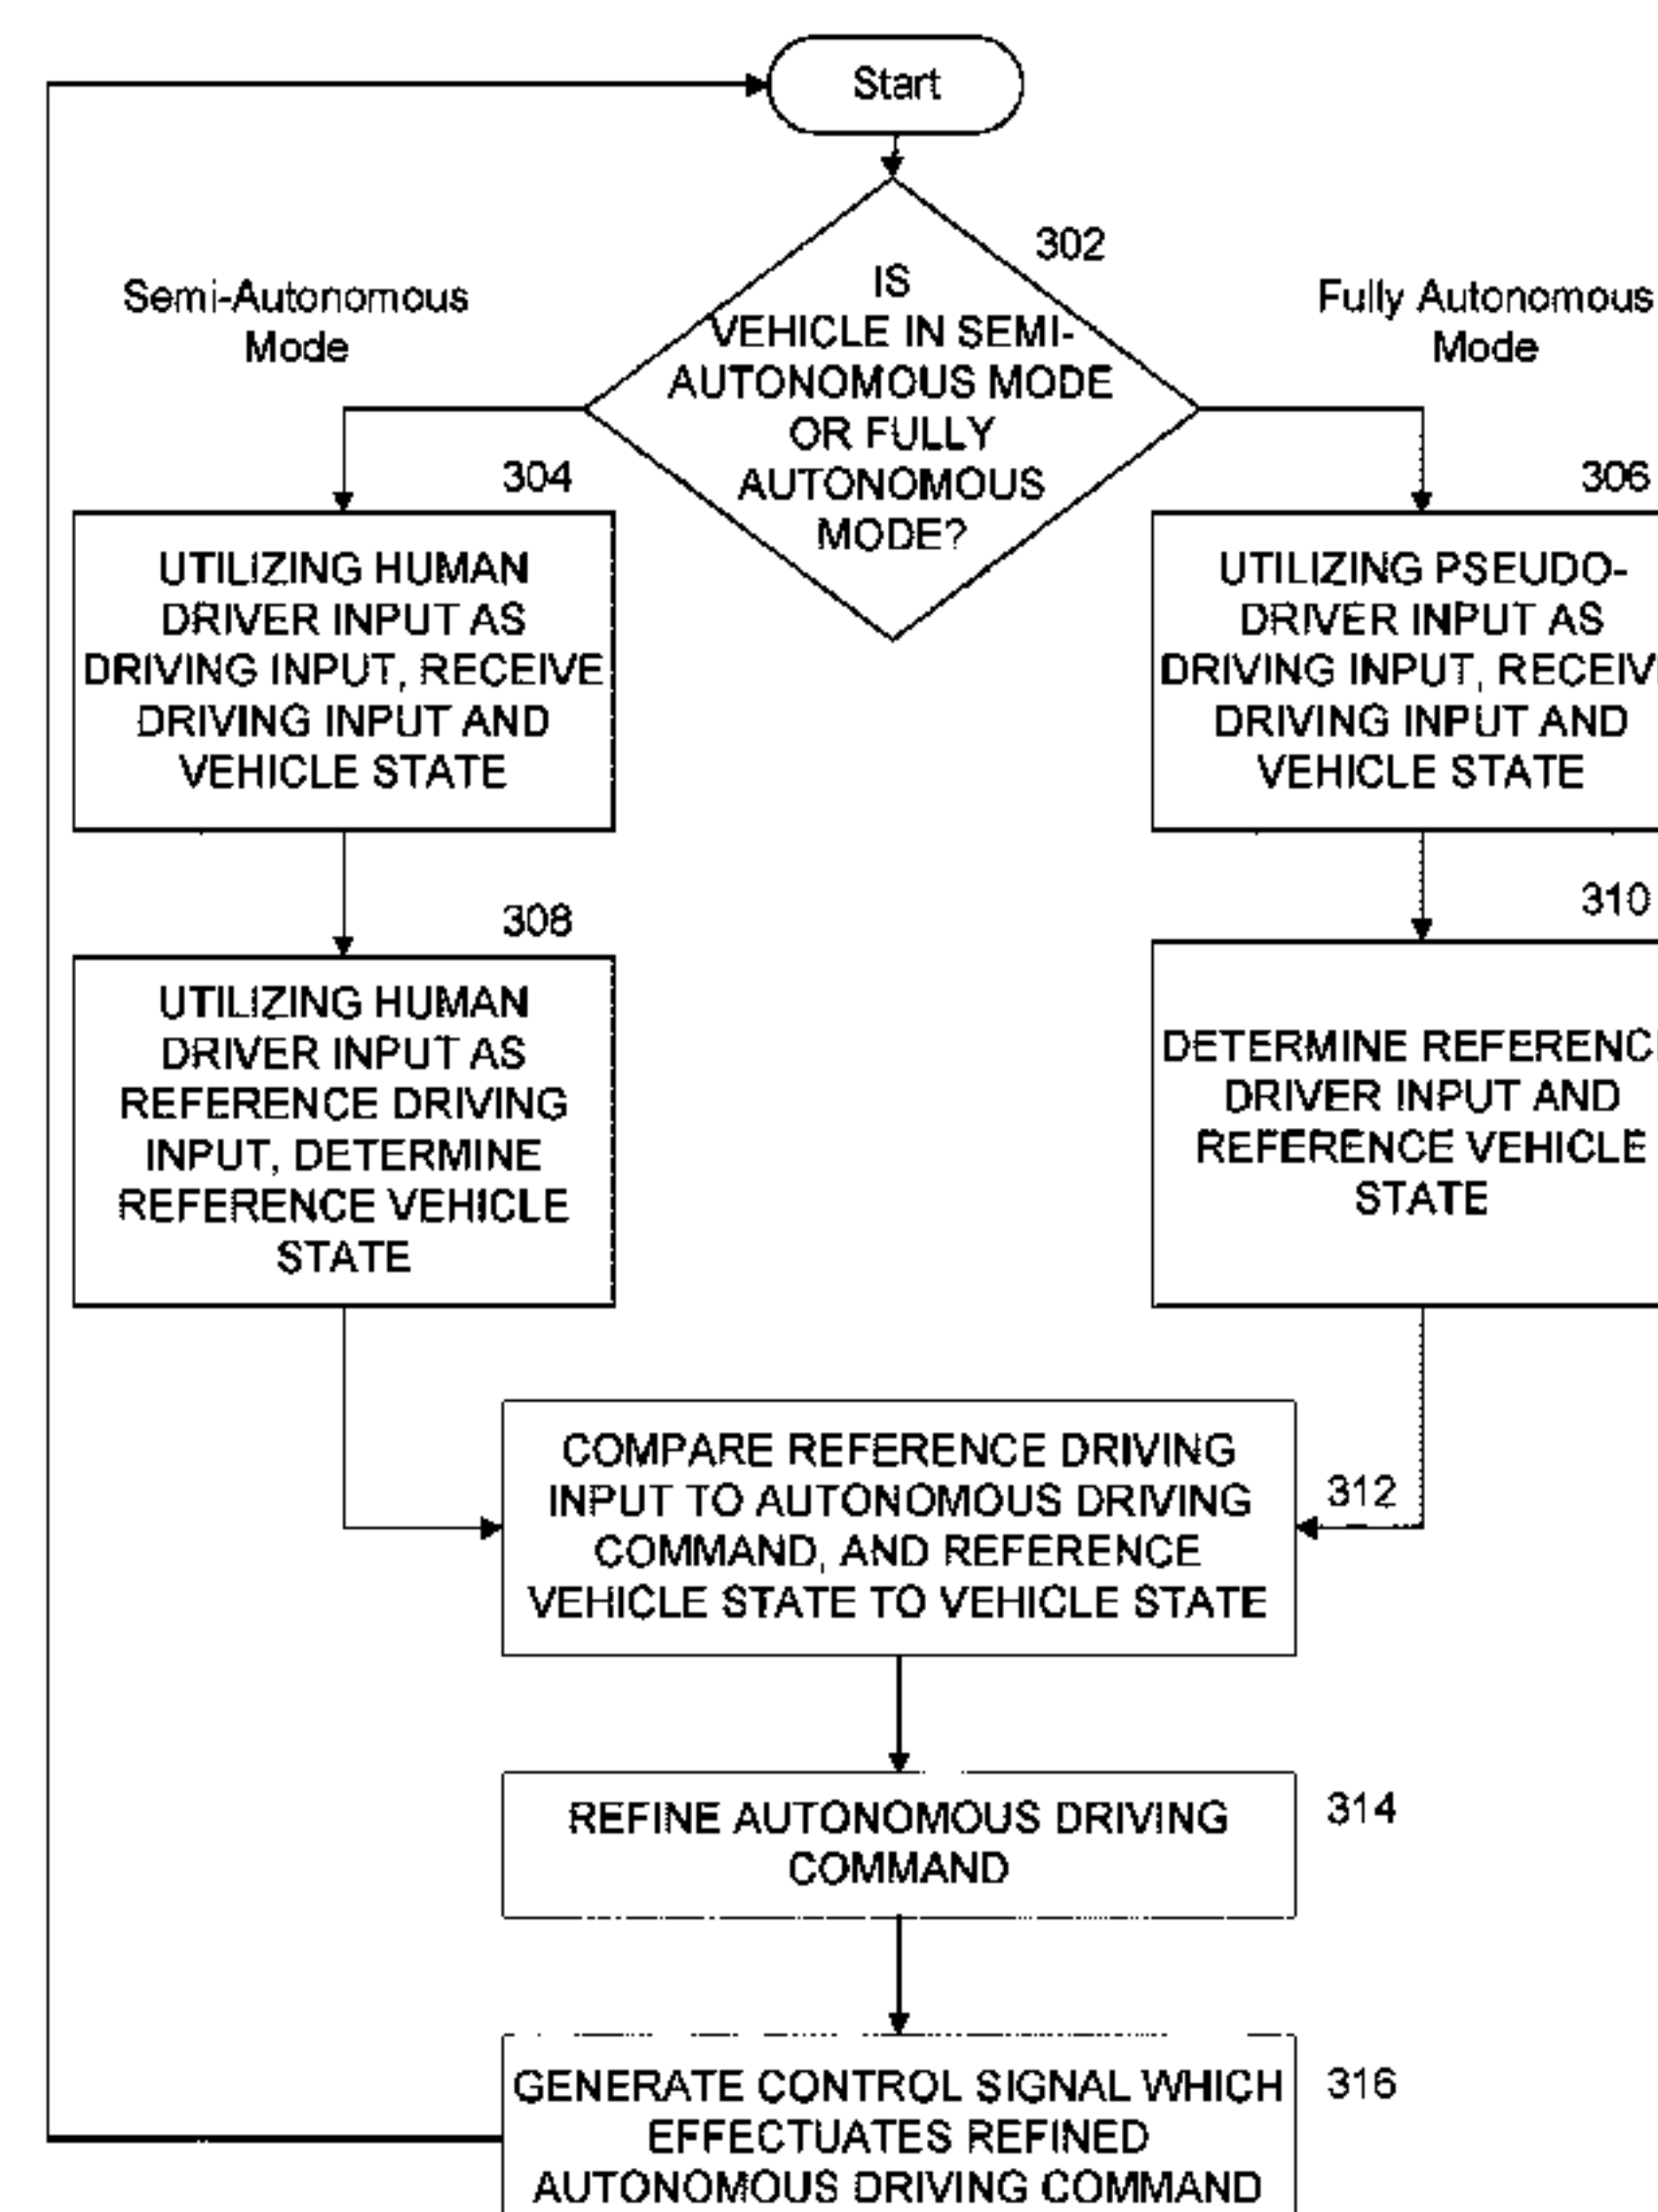 Start
302
IS
VEHICLE IN SEMI-
AUTONOMOUS MODE
OR FULLY
AUTONOMOUS
MODE?
Semi-Autonomous
Mode
Fully Autonomous
Mode
304
UTILIZING HUMAN
DRIVER INPUT AS
DRIVING INPUT, RECEIVE
DRIVING INPUT AND
VEHICLE STATE
306
UTILIZING PSEUDO-
DRIVER INPUT AS
DRIVING INPUT,
DRIVING INPUT AND
VEHICLE STATE
308
UTILIZING HUMAN
DRIVER INPUT AS
REFERENCE DRIVING
INPUT, DETERMINE
REFERENCE VEHICLE
STATE
310
DETERMINE
DRIVER INPUT AND
REFERENCE VEHICLE
STATE
COMPARE REFERENCE DRIVING
INPUT TO AUTONOMOUS DRIVING
COMMAND, AND REFERENCE
VEHICLE STATE TO VEHICLE STATE
312
REFINE AUTONOMOUS DRIVING
COMMAND
314
GENERATE CONTROL SIGNAL WHICH
EFFECTUATES REFINED
AUTONOMOUS DRIVING COMMAND
316